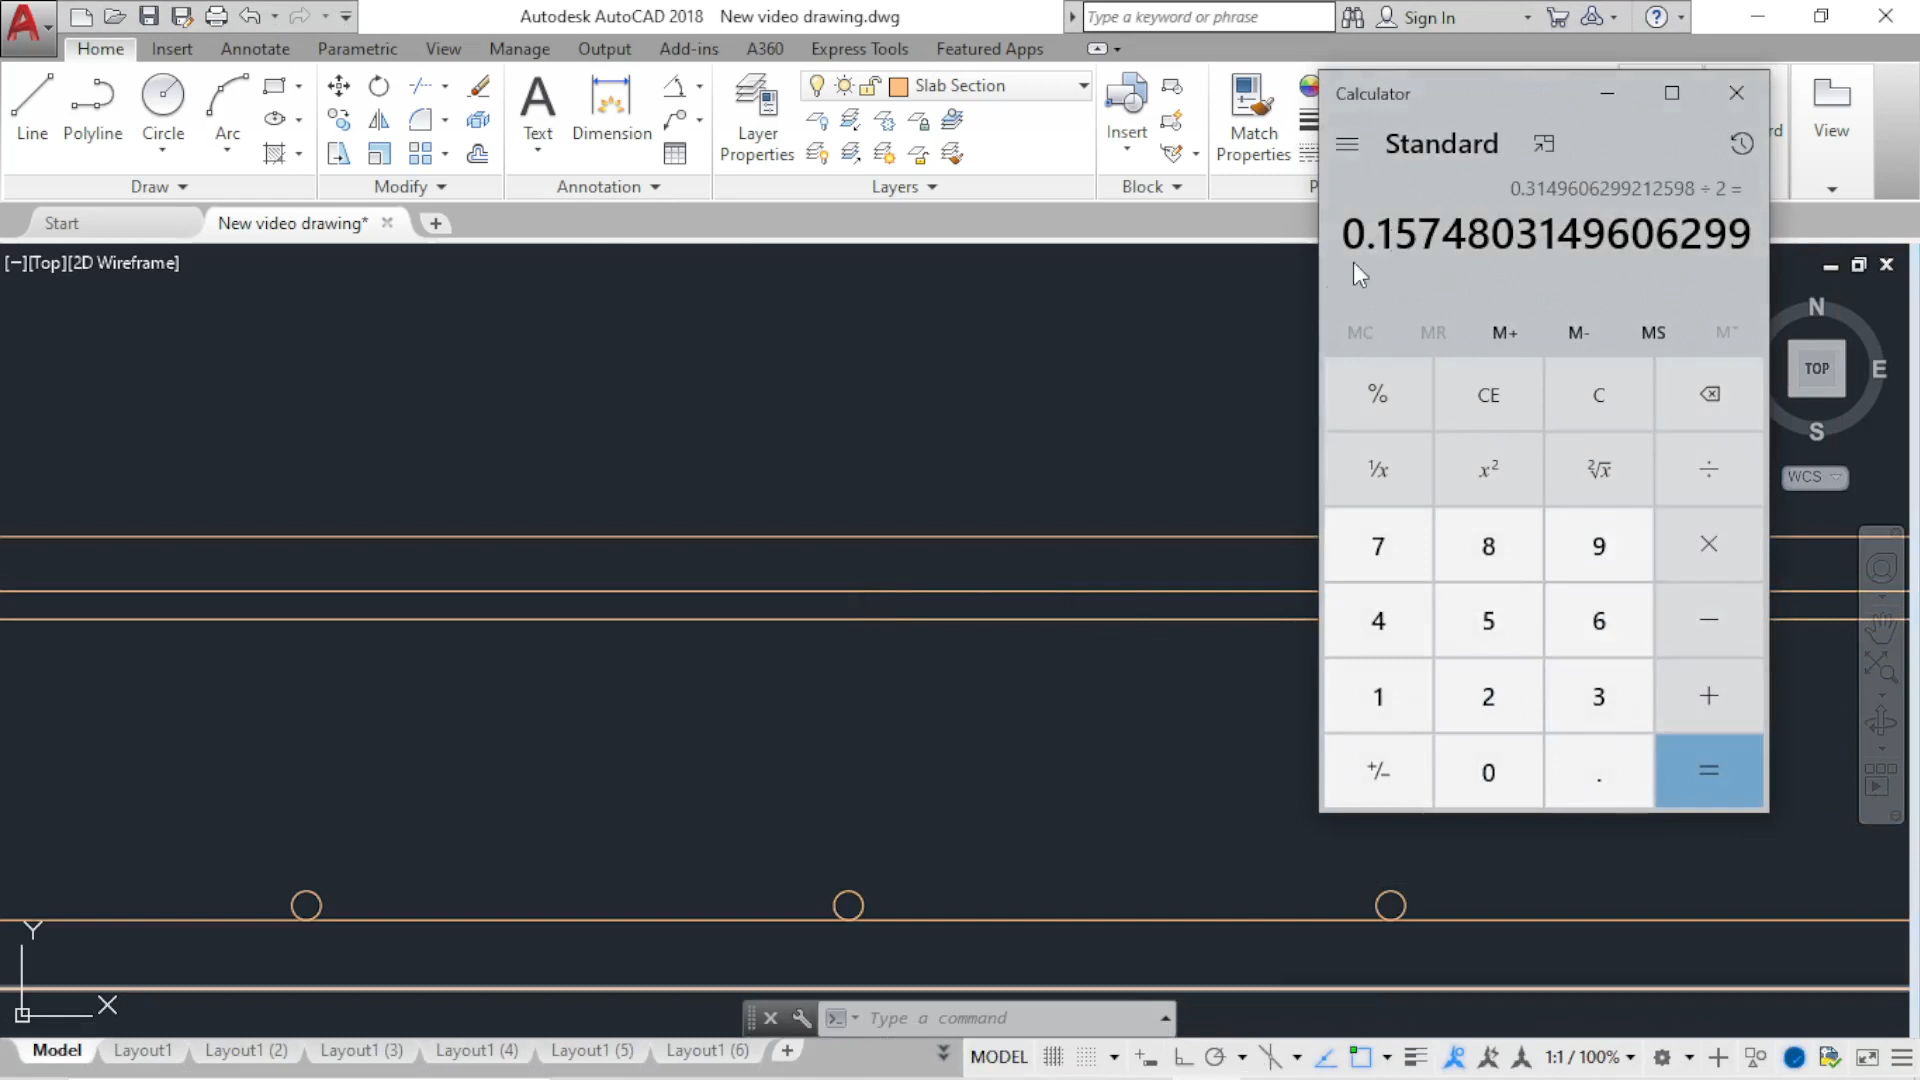 Autodesk AutoCAD 2018 New video drawing.dwg
Type a keyword or phrase
Sign In
Home Insert Annotate Parametric View Manage Output Add-ins A360 Express Tools Featured Apps
Line Polyline Circle Arc
Text Dimension
Layer Properties
Slab Section
Insert
Match Properties
View
Draw Modify Annotation Layers Block P
Start New video drawing*
[−][Top][2D Wireframe]
Calculator
Standard
0.3149606299212598 ÷ 2 =
0.1574803149606299
MC MR M+ M- MS M˅
% CE C
¹⁄x x² ²√x ÷
7 8 9 ×
4 5 6 −
1 2 3 +
+/− 0 . =
N
TOP E
S
WCS
Y
X
Type a command
Model Layout1 Layout1 (2) Layout1 (3) Layout1 (4) Layout1 (5) Layout1 (6)
MODEL 1:1 / 100%